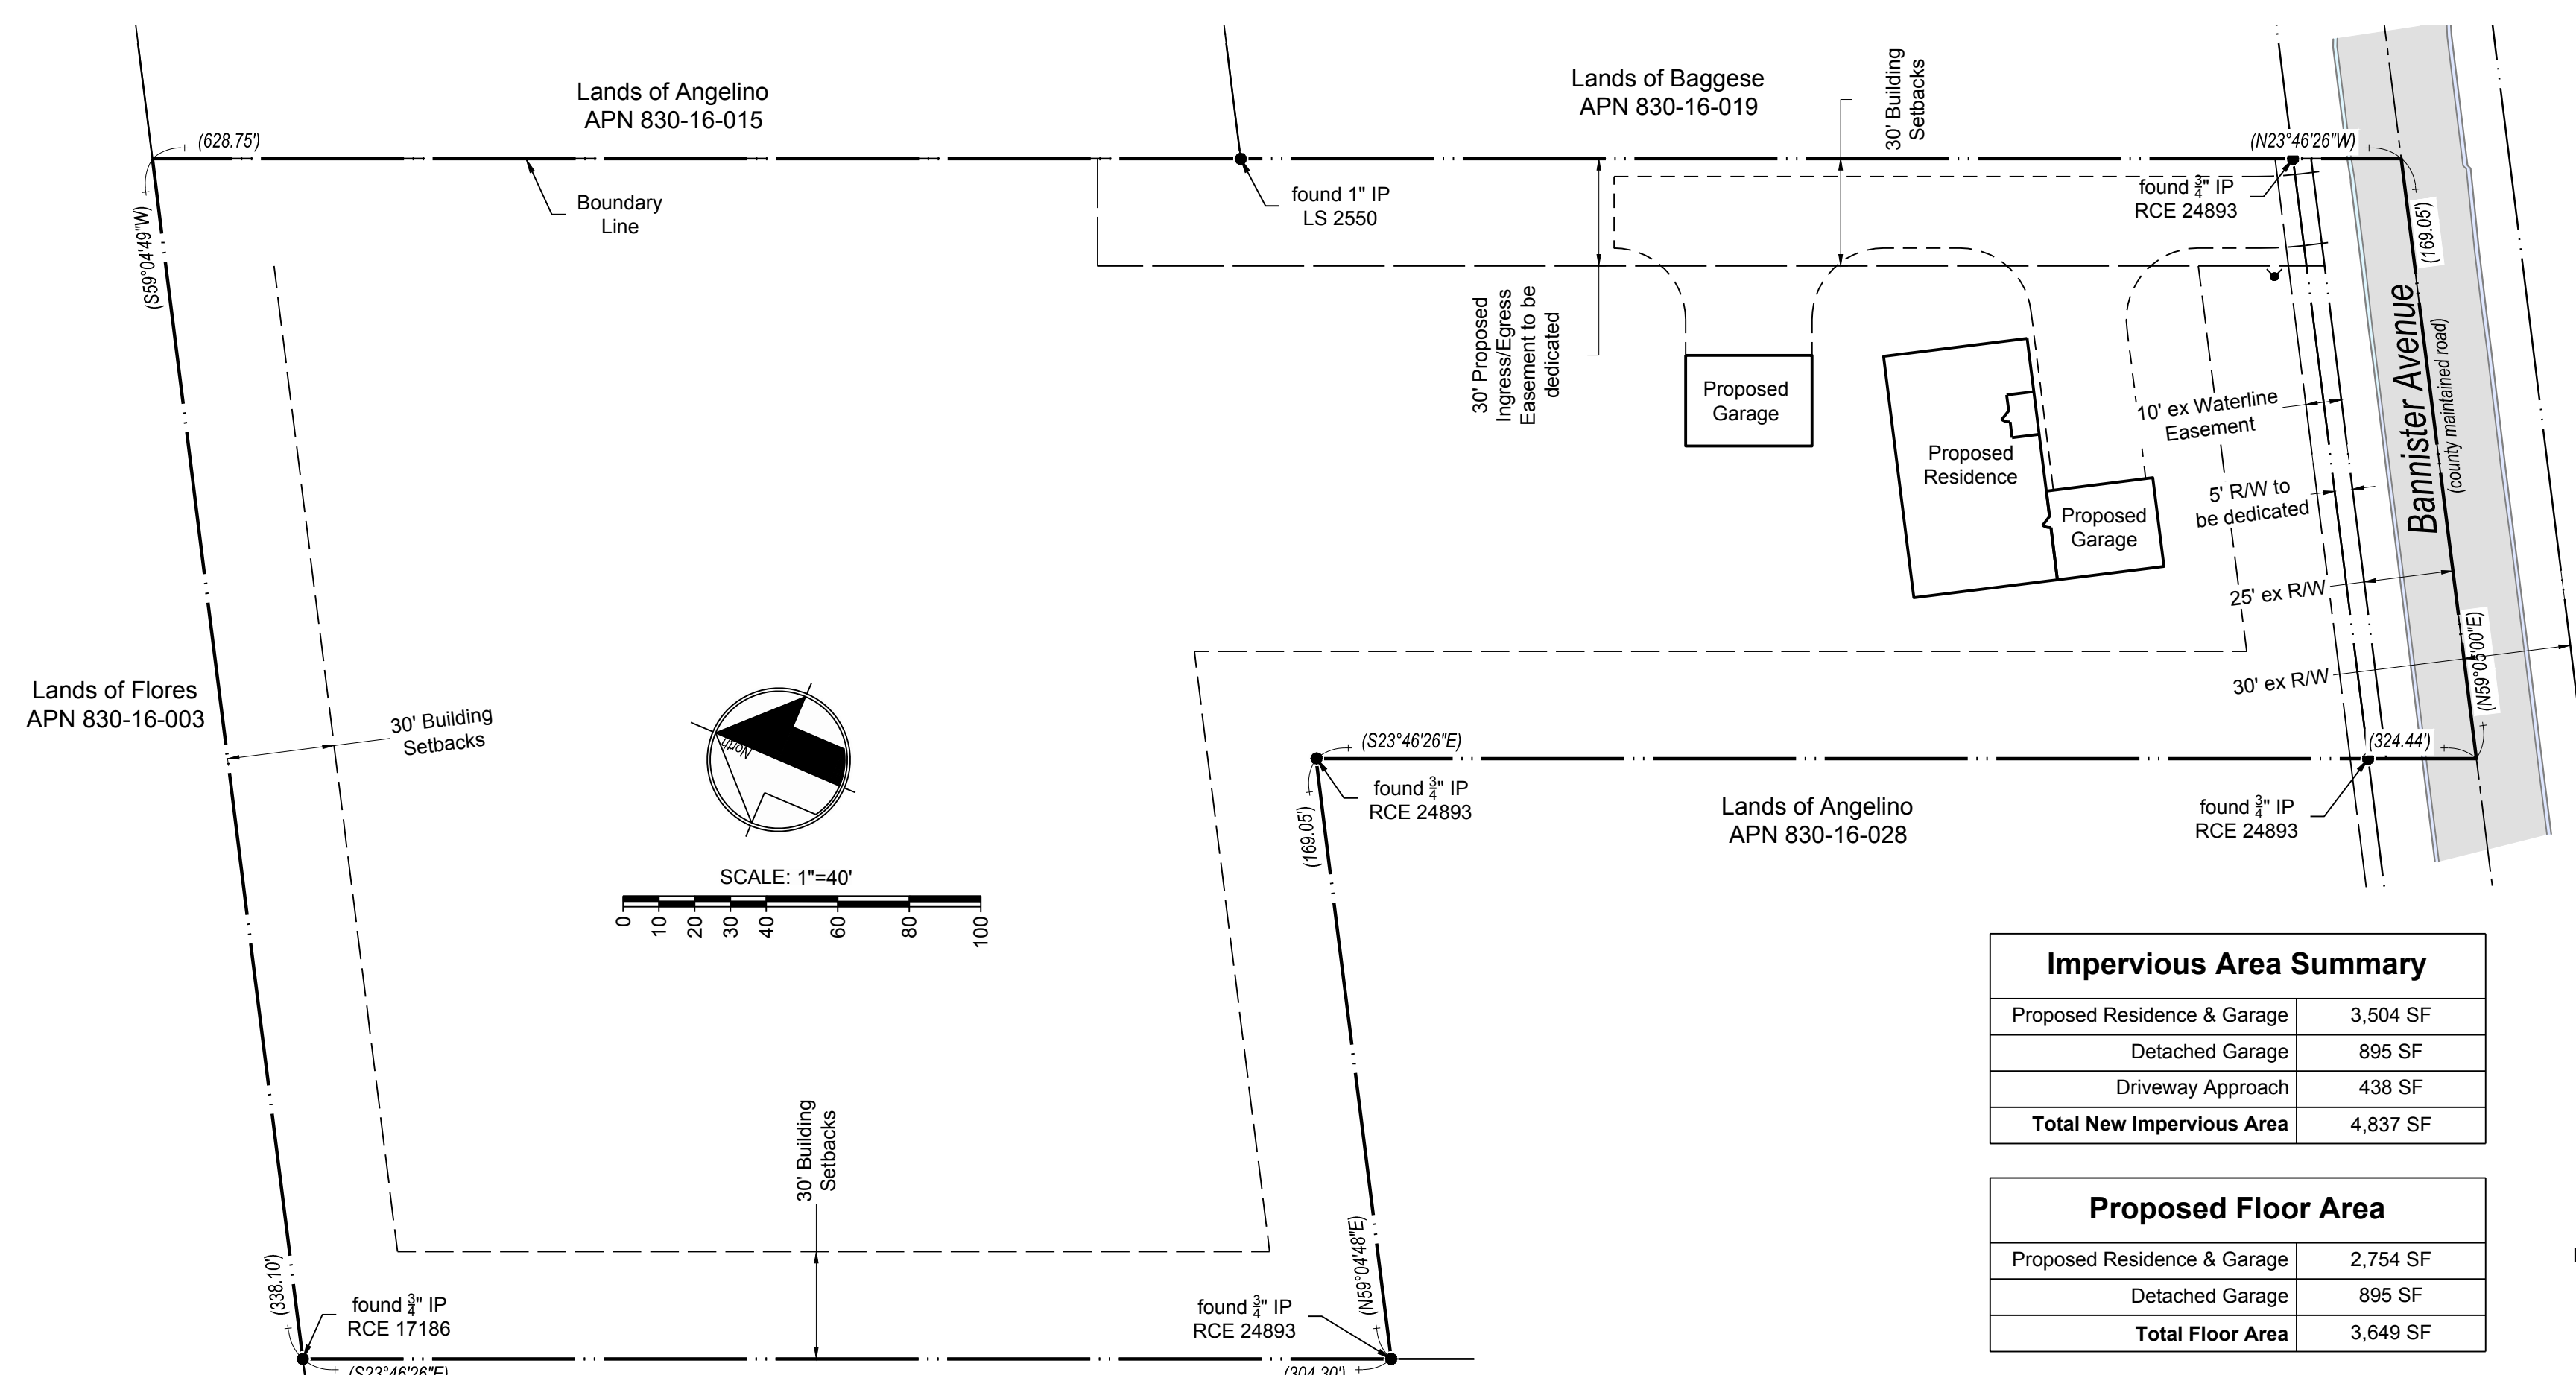 Lands of Angelino
APN 830-16-015
Lands of Baggese
APN 830-16-019
30' Building
Setbacks
(628.75')
(N23°46'26"W)
Boundary
Line
found 1" IP
LS 2550
found 3/4" IP
RCE 24893
(S59°04'49"W)
(169.05')
30' Proposed
Ingress/Egress
Easement to be
dedicated
Proposed
Garage
Proposed
Residence
Proposed
Garage
10' ex Waterline
Easement
5' R/W to
be dedicated
Bannister Avenue
(county maintained road)
25' ex R/W
30' ex R/W
(N59°05'00"E)
Lands of Flores
APN 830-16-003
30' Building
Setbacks
North
SCALE: 1"=40'
0 10 20 30 40 60 80 100
(S23°46'26"E)
(324.44')
found 3/4" IP
RCE 24893
Lands of Angelino
APN 830-16-028
found 3/4" IP
RCE 24893
(169.05')
30' Building
Setbacks
(338.10')
found 3/4" IP
RCE 17186
found 3/4" IP
RCE 24893
(N59°04'48"E)
(S23°46'26"E)
(304.30')
Impervious Area Summary
Proposed Residence & Garage 3,504 SF
Detached Garage 895 SF
Driveway Approach 438 SF
Total New Impervious Area 4,837 SF
Proposed Floor Area
Proposed Residence & Garage 2,754 SF
Detached Garage 895 SF
Total Floor Area 3,649 SF